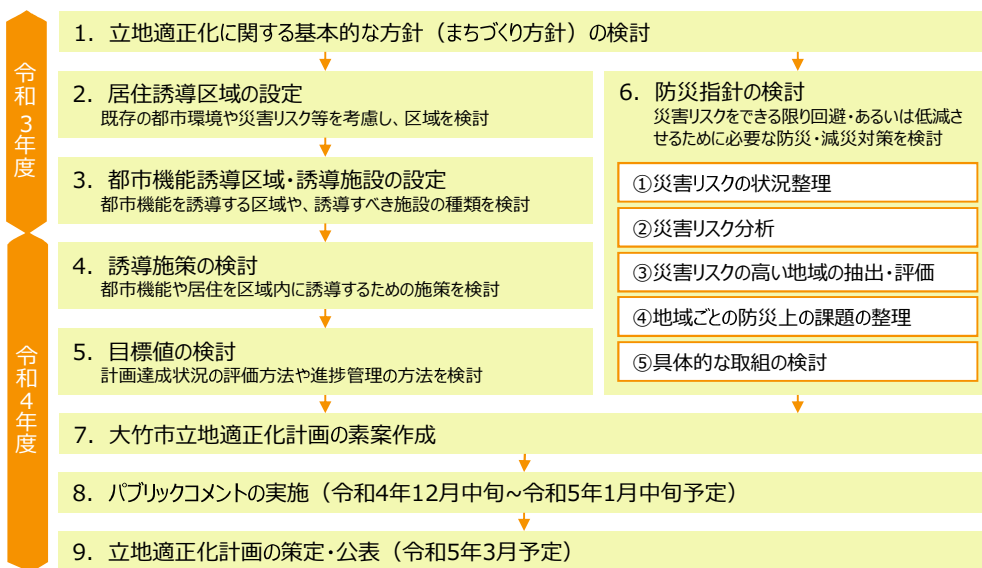 令和3年度
1. 立地適正化に関する基本的な方針（まちづくり方針）の検討
2. 居住誘導区域の設定
既存の都市環境や災害リスク等を考慮し、区域を検討
3. 都市機能誘導区域・誘導施設の設定
都市機能を誘導する区域や、誘導すべき施設の種類を検討
令和4年度
4. 誘導施策の検討
都市機能や居住を区域内に誘導するための施策を検討
5. 目標値の検討
計画達成状況の評価方法や進捗管理の方法を検討
6. 防災指針の検討
災害リスクをできる限り回避・あるいは低減さ
せるために必要な防災・減災対策を検討
①災害リスクの状況整理
②災害リスク分析
③災害リスクの高い地域の抽出・評価
④地域ごとの防災上の課題の整理
⑤具体的な取組の検討
7. 大竹市立地適正化計画の素案作成
8. パブリックコメントの実施（令和4年12月中旬~令和5年1月中旬予定）
9. 立地適正化計画の策定・公表（令和5年3月予定）